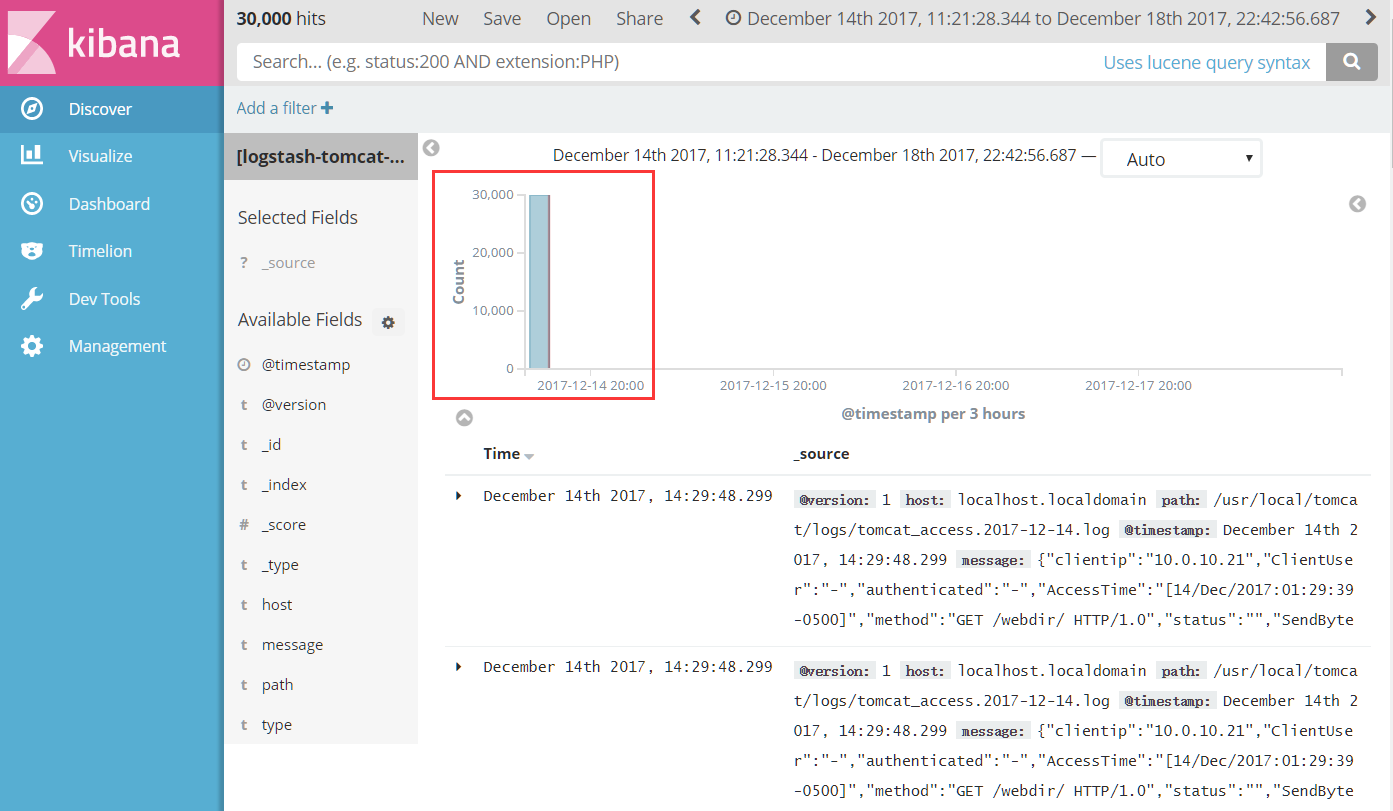 kibana
Discover
Visualize
Dashboard
Timelion
Dev Tools
Management
30,000 hits New Save Open Share December 14th 2017, 11:21:28.344 to December 18th 2017, 22:42:56.687
Search... (e.g. status:200 AND extension:PHP) Uses lucene query syntax
Add a filter +
[logstash-tomcat-...
Selected Fields
? _source
Available Fields
@timestamp
t @version
t _id
t _index
# _score
t _type
t host
t message
t path
t type
December 14th 2017, 11:21:28.344 - December 18th 2017, 22:42:56.687 — Auto
Count
30,000
20,000
10,000
0
2017-12-14 20:00 2017-12-15 20:00 2017-12-16 20:00 2017-12-17 20:00
@timestamp per 3 hours
Time _source
December 14th 2017, 14:29:48.299 @version: 1 host: localhost.localdomain path: /usr/local/tomca
t/logs/tomcat_access.2017-12-14.log @timestamp: December 14th 2
017, 14:29:48.299 message: {"clientip":"10.0.10.21","ClientUse
r":"-","authenticated":"-","AccessTime":"[14/Dec/2017:01:29:39
-0500]","method":"GET /webdir/ HTTP/1.0","status":"","SendByte
December 14th 2017, 14:29:48.299 @version: 1 host: localhost.localdomain path: /usr/local/tomca
t/logs/tomcat_access.2017-12-14.log @timestamp: December 14th 2
017, 14:29:48.299 message: {"clientip":"10.0.10.21","ClientUse
r":"-","authenticated":"-","AccessTime":"[14/Dec/2017:01:29:39
-0500]","method":"GET /webdir/ HTTP/1.0","status":"","SendByte